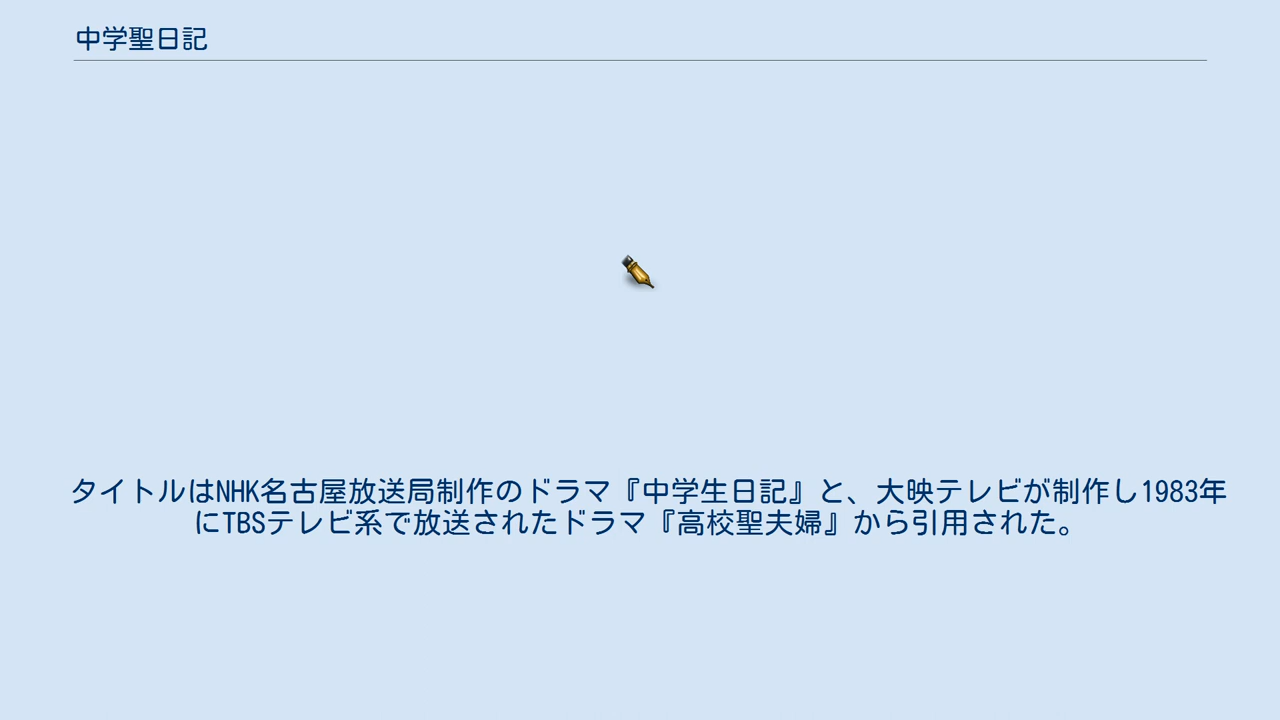 中学聖日記
タイトルはNHK名古屋放送局制作のドラマ『中学生日記』と、大映テレビが制作し1983年
にTBSテレビ系で放送されたドラマ『高校聖夫婦』から引用された。